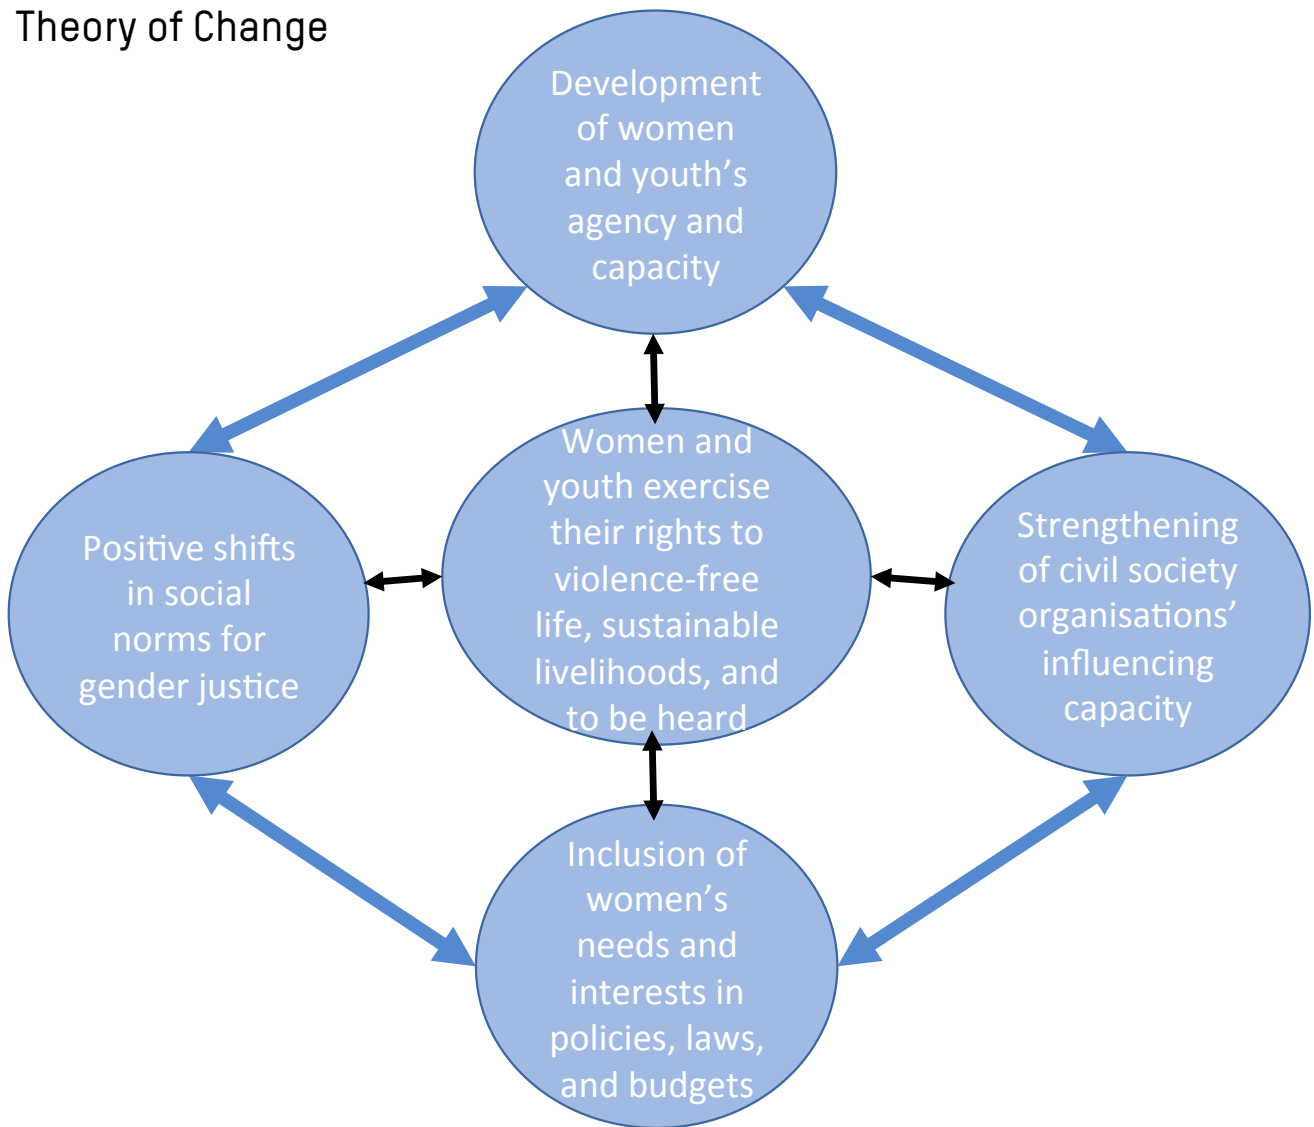 Theory of Change
Development
of women
and youth’s
agency and
capacity
Women and
youth exercise
their rights to
violence-free
life, sustainable
livelihoods, and
to be heard
Positive shifts
in social
norms for
gender justice
Strengthening
of civil society
organisations’
influencing
capacity
Inclusion of
women’s
needs and
interests in
policies, laws,
and budgets